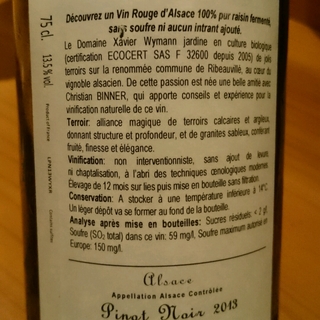 Découvrez un Vin Rouge d'Alsace 100% pur raisin fermenté,
sans soufre ni aucun intrant ajouté.
Le Domaine Xavier Wymann jardine en culture biologique
(certification ECOCERT SAS F 32600 depuis 2005) de plus
terroirs sur la renommée commune de Ribeauvillé, au cœur du
vignoble alsacien. De cette passion est née une belle amitié avec
Christian BINNER, qui apporte conseils et expérience pour la
vinification naturelle de ce vin.
Terroir: alliance magique de terroirs calcaires et argileux,
donnant structure et profondeur, et de granites sableux, conférant
fruité, finesse et élégance.
Vinification: non interventionniste, sans ajout de levures
ni chaptalisation, à l'abri des techniques œnologiques modernes.
Élevage de 12 mois sur lies puis mise en bouteille sans filtration.
Conservation: A stocker à une température inférieure à 14°C
Un léger dépôt va se former au fond de la bouteille.
Analyse après mise en bouteilles: Sucres résiduels: < 2 g/l
Soufre (SO2 total) dans ce vin: 59 mg/l, Soufre maximum autorisé en
Europe: 150 mg/l.
Alsace
Appellation Alsace Contrôlée
Pinot Noir 2013
75 cl.
13.5 % vol.
Product of France